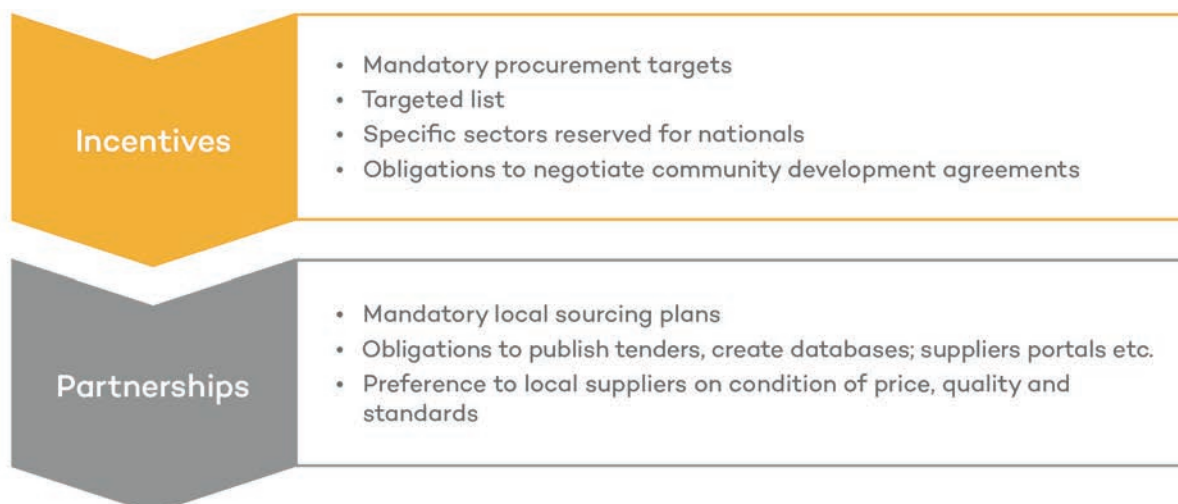 Incentives
• Mandatory procurement targets
• Targeted list
• Specific sectors reserved for nationals
• Obligations to negotiate community development agreements
Partnerships
• Mandatory local sourcing plans
• Obligations to publish tenders, create databases; suppliers portals etc.
• Preference to local suppliers on condition of price, quality and
standards